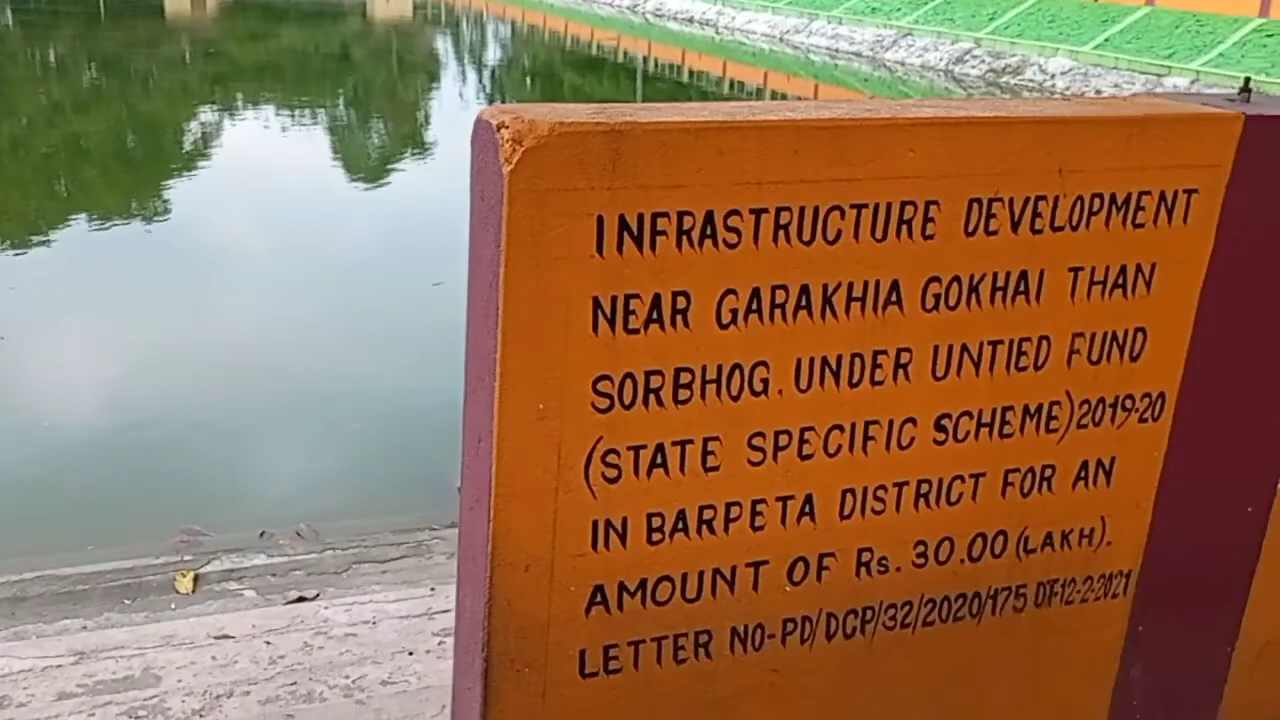 INFRASTRUCTURE DEVELOPMENT
NEAR GARAKHIA GOKHAI THAN
SORBHOG, UNDER UNTIED FUND
(STATE SPECIFIC SCHEME) 2019-20
IN BARPETA DISTRICT FOR AN
AMOUNT OF Rs. 30.00 (LAKH).
LETTER NO-PD/DCP/32/2020/175 DT-12-2-2021